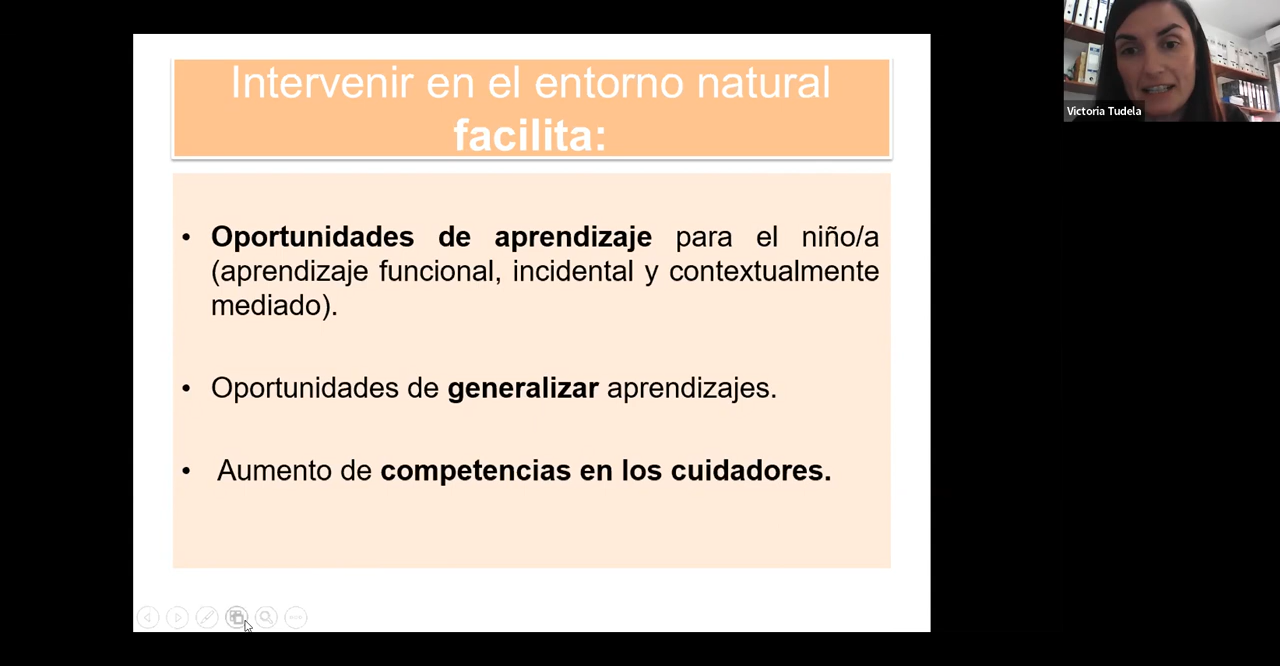 Intervenir en el entorno natural
facilita:
• Oportunidades de aprendizaje para el niño/a
(aprendizaje funcional, incidental y contextualmente
mediado).
• Oportunidades de generalizar aprendizajes.
• Aumento de competencias en los cuidadores.
Victoria Tudela